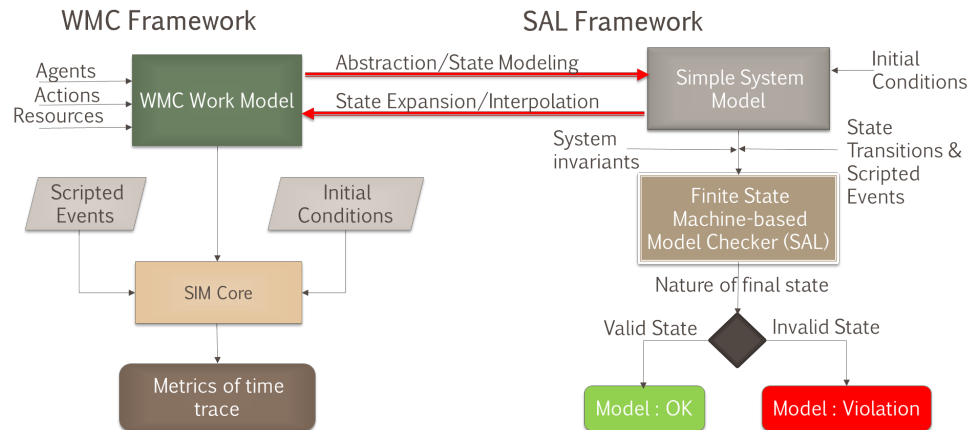 WMC Framework
SAL Framework
Agents
Actions
Resources
WMC Work Model
Abstraction/State Modeling
State Expansion/Interpolation
Simple System
Model
Initial
Conditions
System
invariants
State
Transitions &
Scripted
Events
Scripted
Events
Initial
Conditions
Finite State
Machine-based
Model Checker (SAL)
SIM Core
Nature of final state
Valid State
Invalid State
Metrics of time
trace
Model : OK
Model : Violation